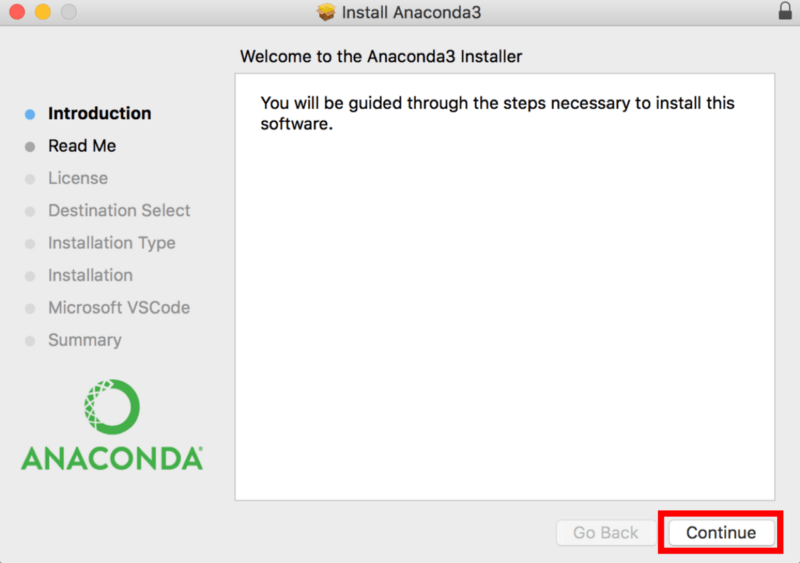 Install Anaconda3
Welcome to the Anaconda3 Installer
Introduction
Read Me
License
Destination Select
Installation Type
Installation
Microsoft VSCode
Summary
ANACONDA
You will be guided through the steps necessary to install this
software.
Go Back
Continue